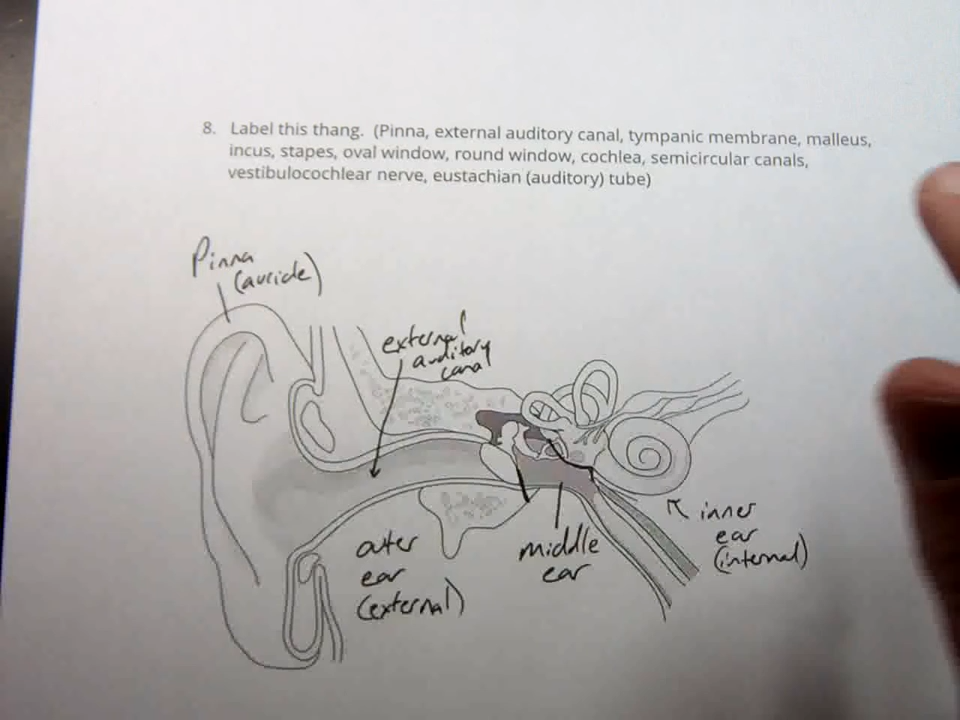 8. Label this thang. (Pinna, external auditory canal, tympanic membrane, malleus,
incus, stapes, oval window, round window, cochlea, semicircular canals,
vestibulocochlear nerve, eustachian (auditory) tube)
Pinna
(auricle)
external
auditory
canal
outer
ear
(external)
middle
ear
inner
ear
(internal)